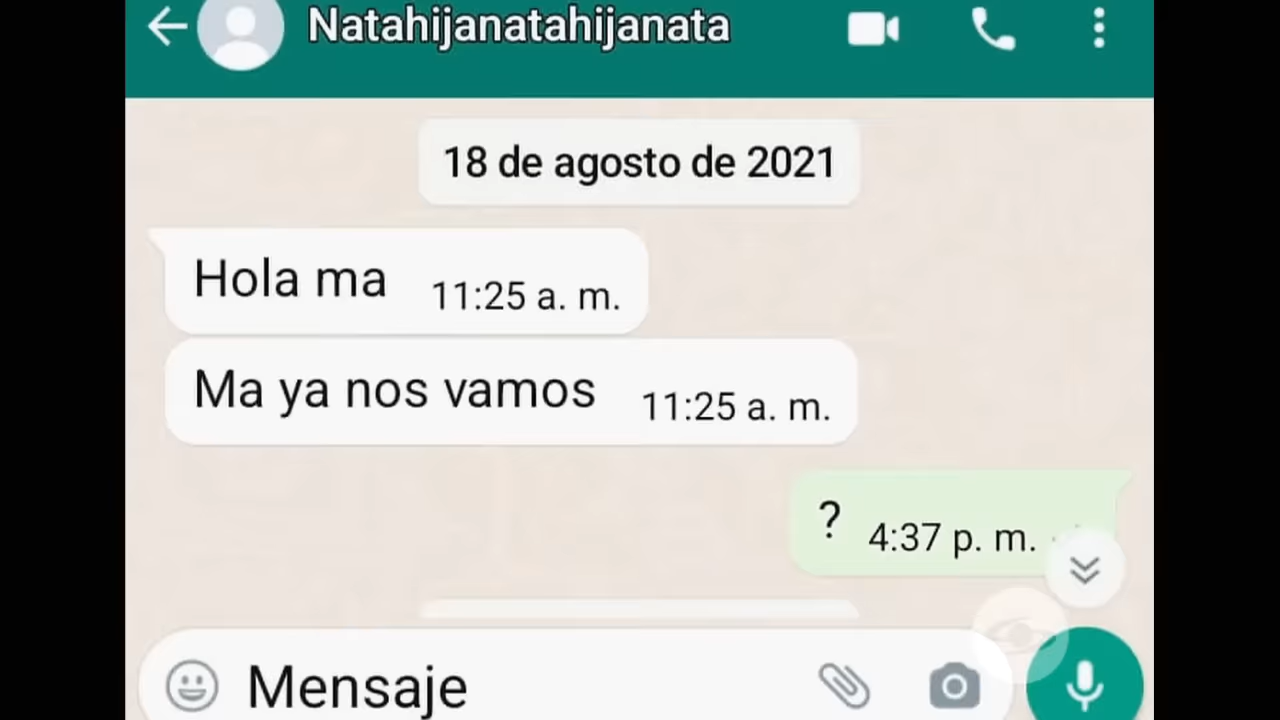 Natahijanatahijanata
18 de agosto de 2021
Hola ma 11:25 a. m.
Ma ya nos vamos 11:25 a. m.
? 4:37 p. m.
Mensaje